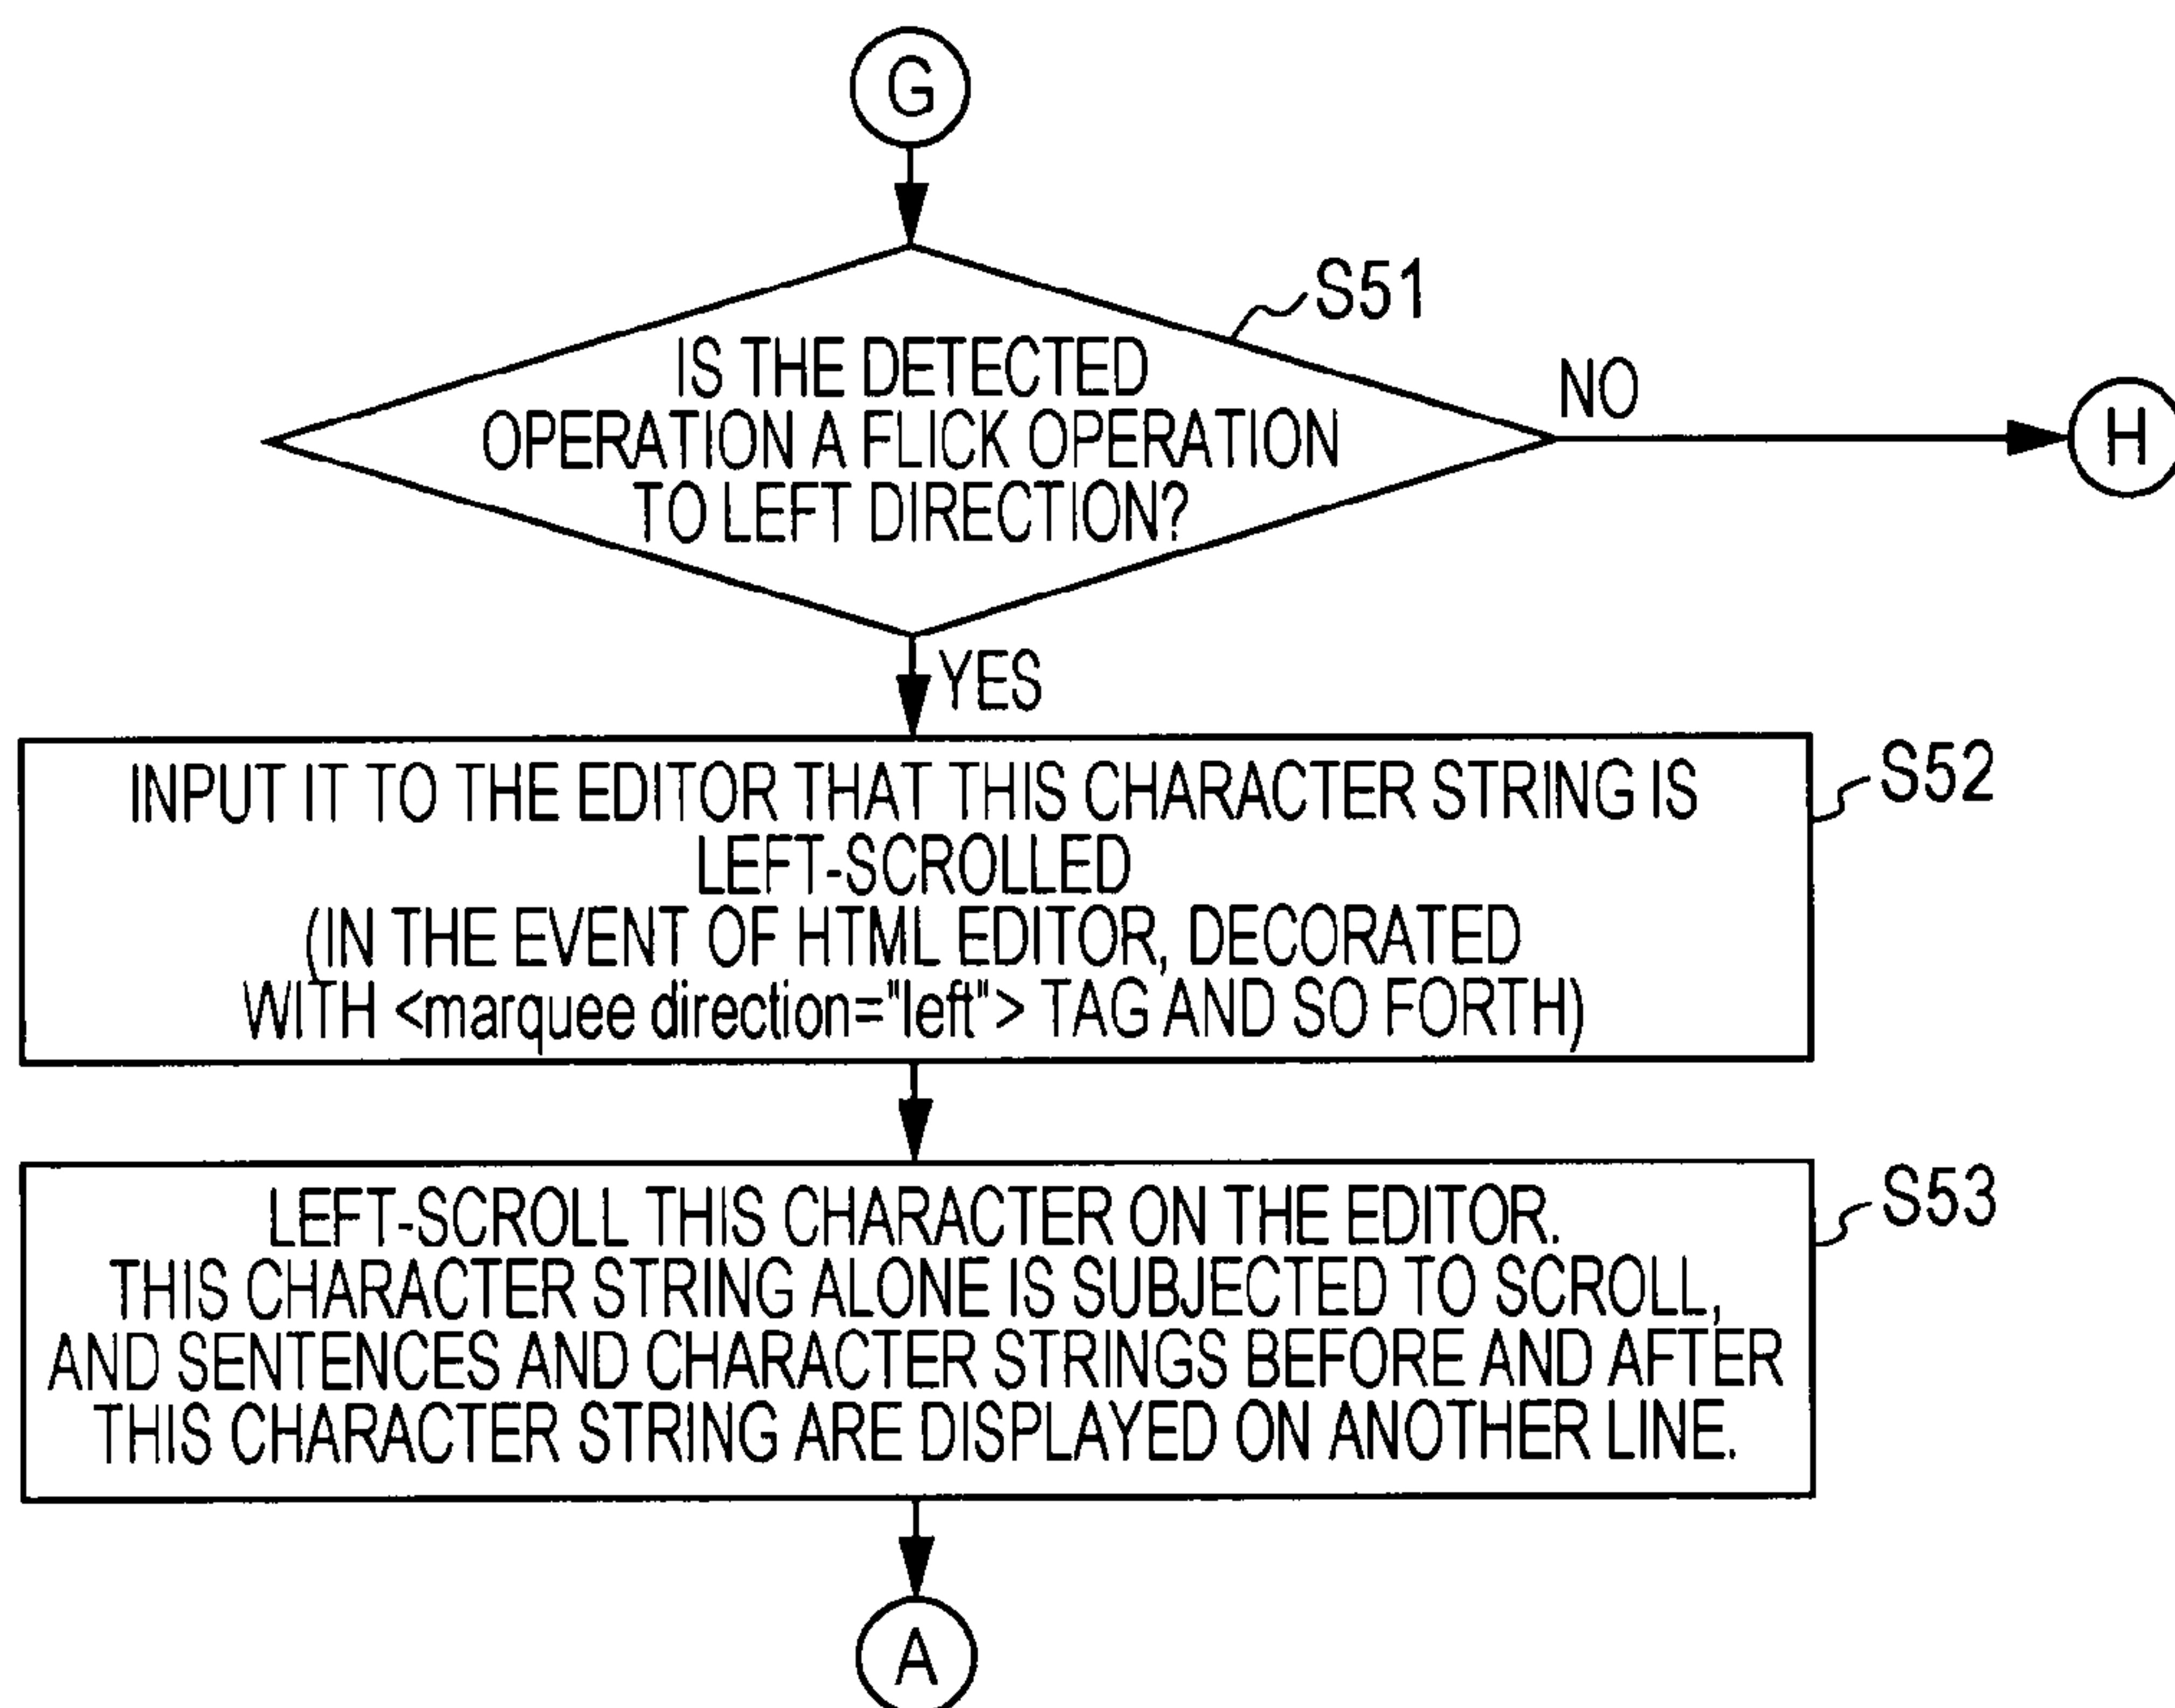 G
S51
IS THE DETECTED
OPERATION A FLICK OPERATION
TO LEFT DIRECTION?
NO
H
YES
S52
INPUT IT TO THE EDITOR THAT THIS CHARACTER STRING IS
LEFT-SCROLLED
(IN THE EVENT OF HTML EDITOR, DECORATED
WITH <marquee direction="left"> TAG AND SO FORTH)
S53
LEFT-SCROLL THIS CHARACTER ON THE EDITOR.
THIS CHARACTER STRING ALONE IS SUBJECTED TO SCROLL,
AND SENTENCES AND CHARACTER STRINGS BEFORE AND AFTER
THIS CHARACTER STRING ARE DISPLAYED ON ANOTHER LINE.
A